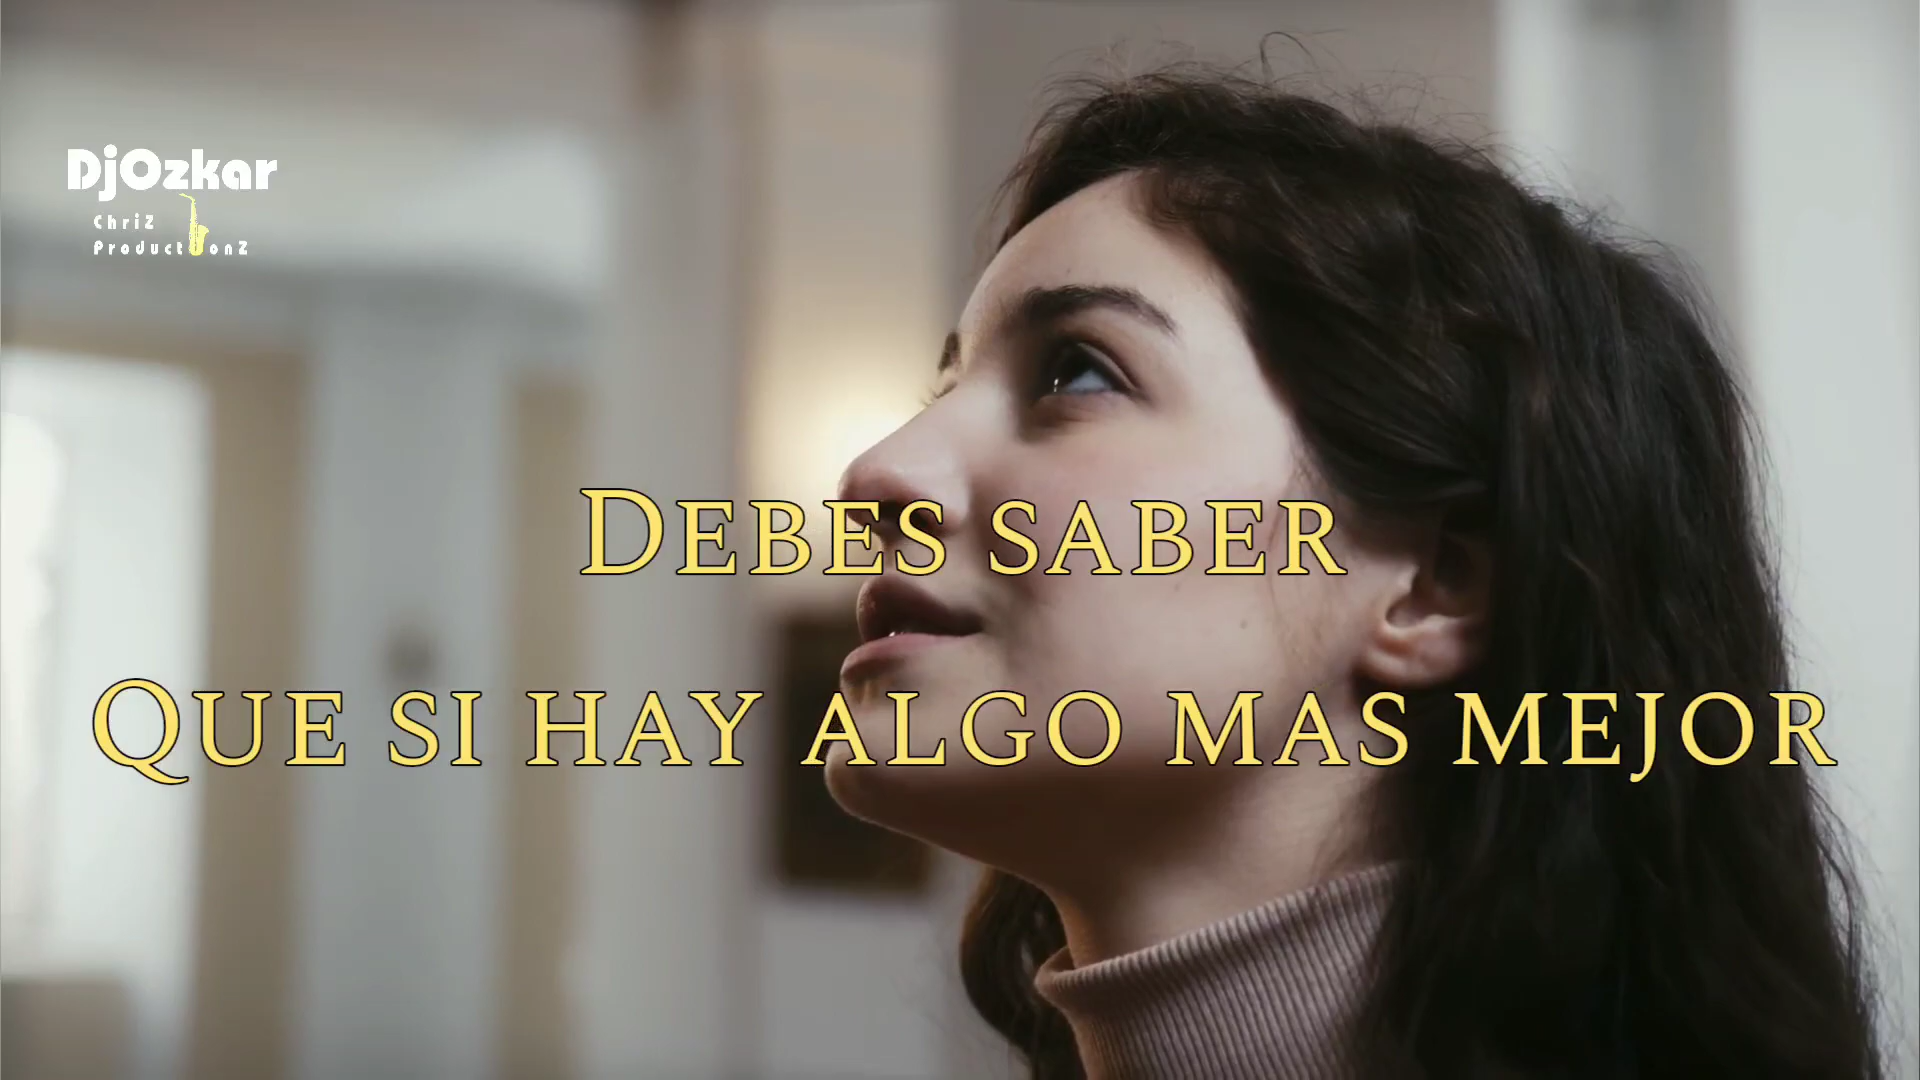 DjOzkar
ChriZ
ProductionZ
DEBES SABER
QUE SI HAY ALGO MAS MEJOR